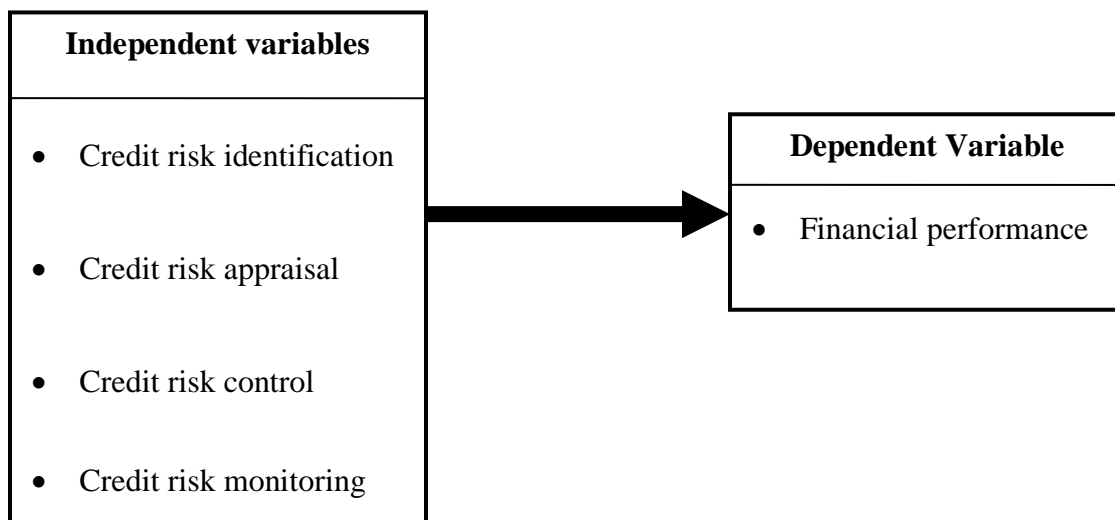 Independent variables
• Credit risk identification
• Credit risk appraisal
• Credit risk control
• Credit risk monitoring
Dependent Variable
• Financial performance